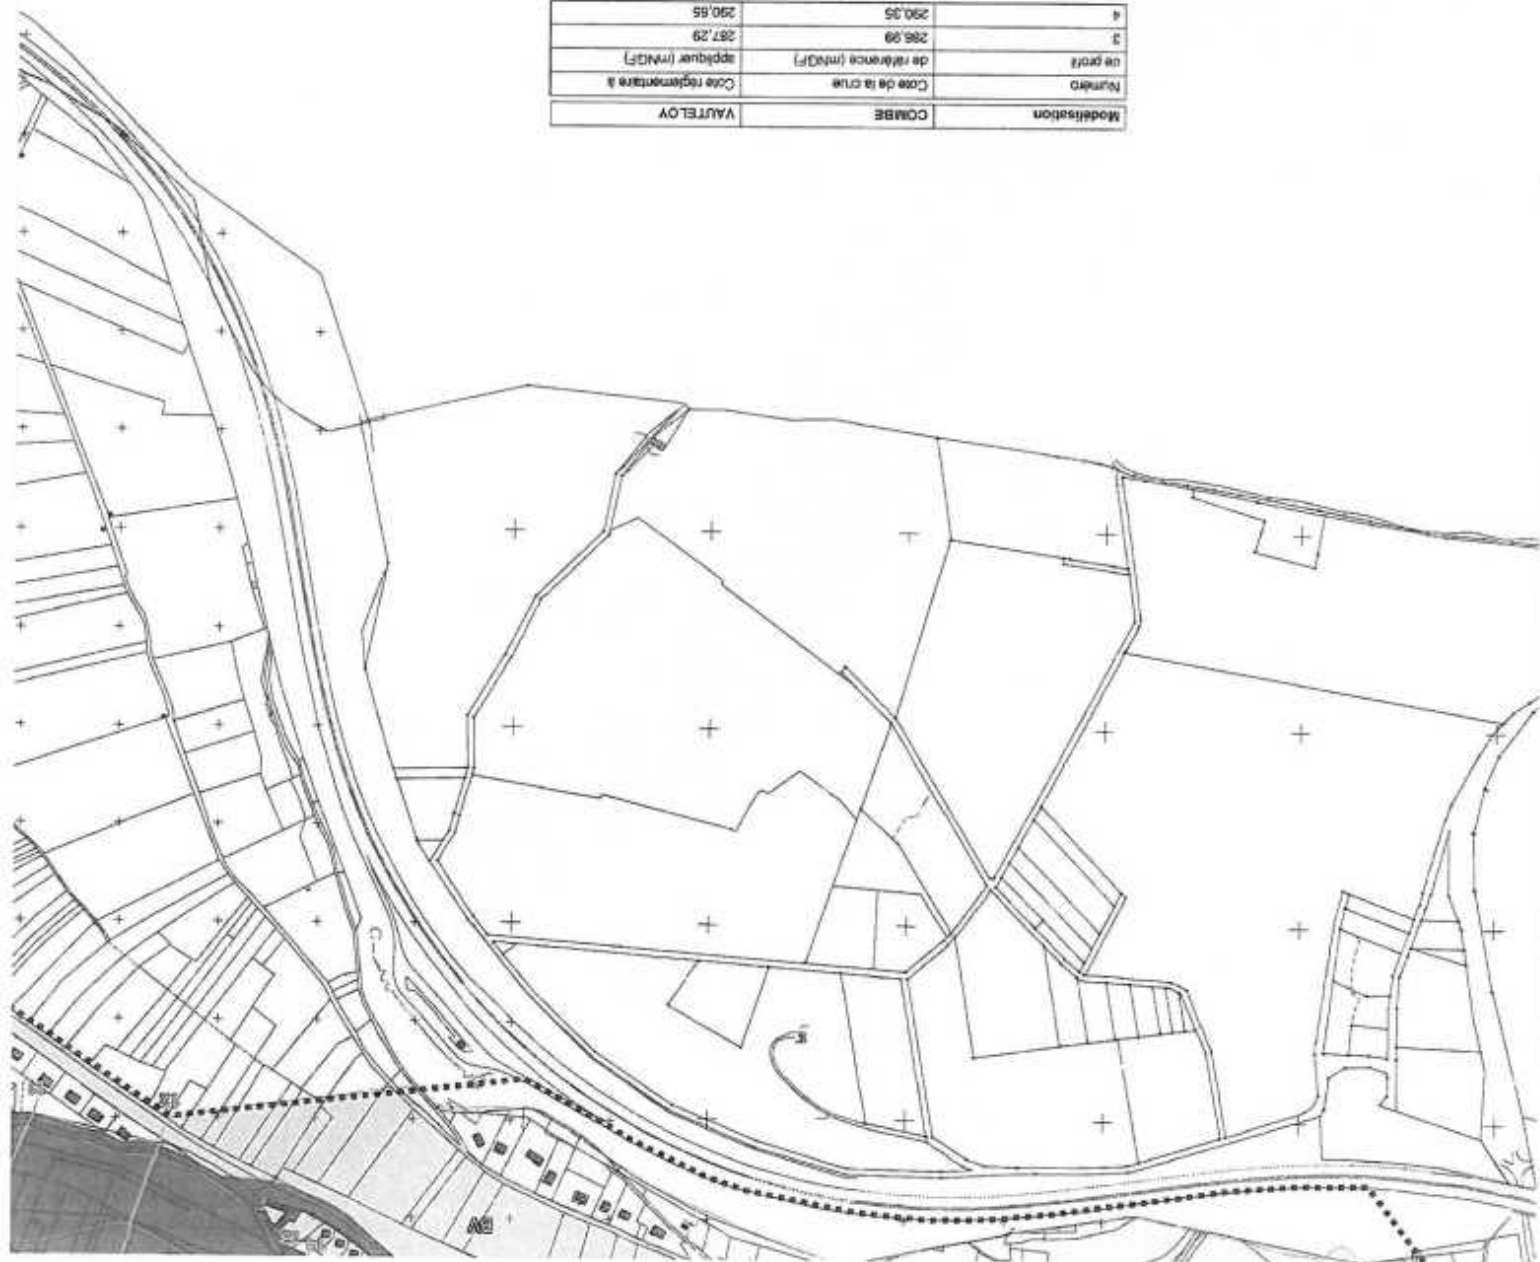 Modélisation COMBE VAUTELOY
Numéro Cote de la crue Cote réglementaire à
de profil de référence (mNGF) appliquer (mNGF)
3 286,99 287,29
4 290,35 290,65
BV